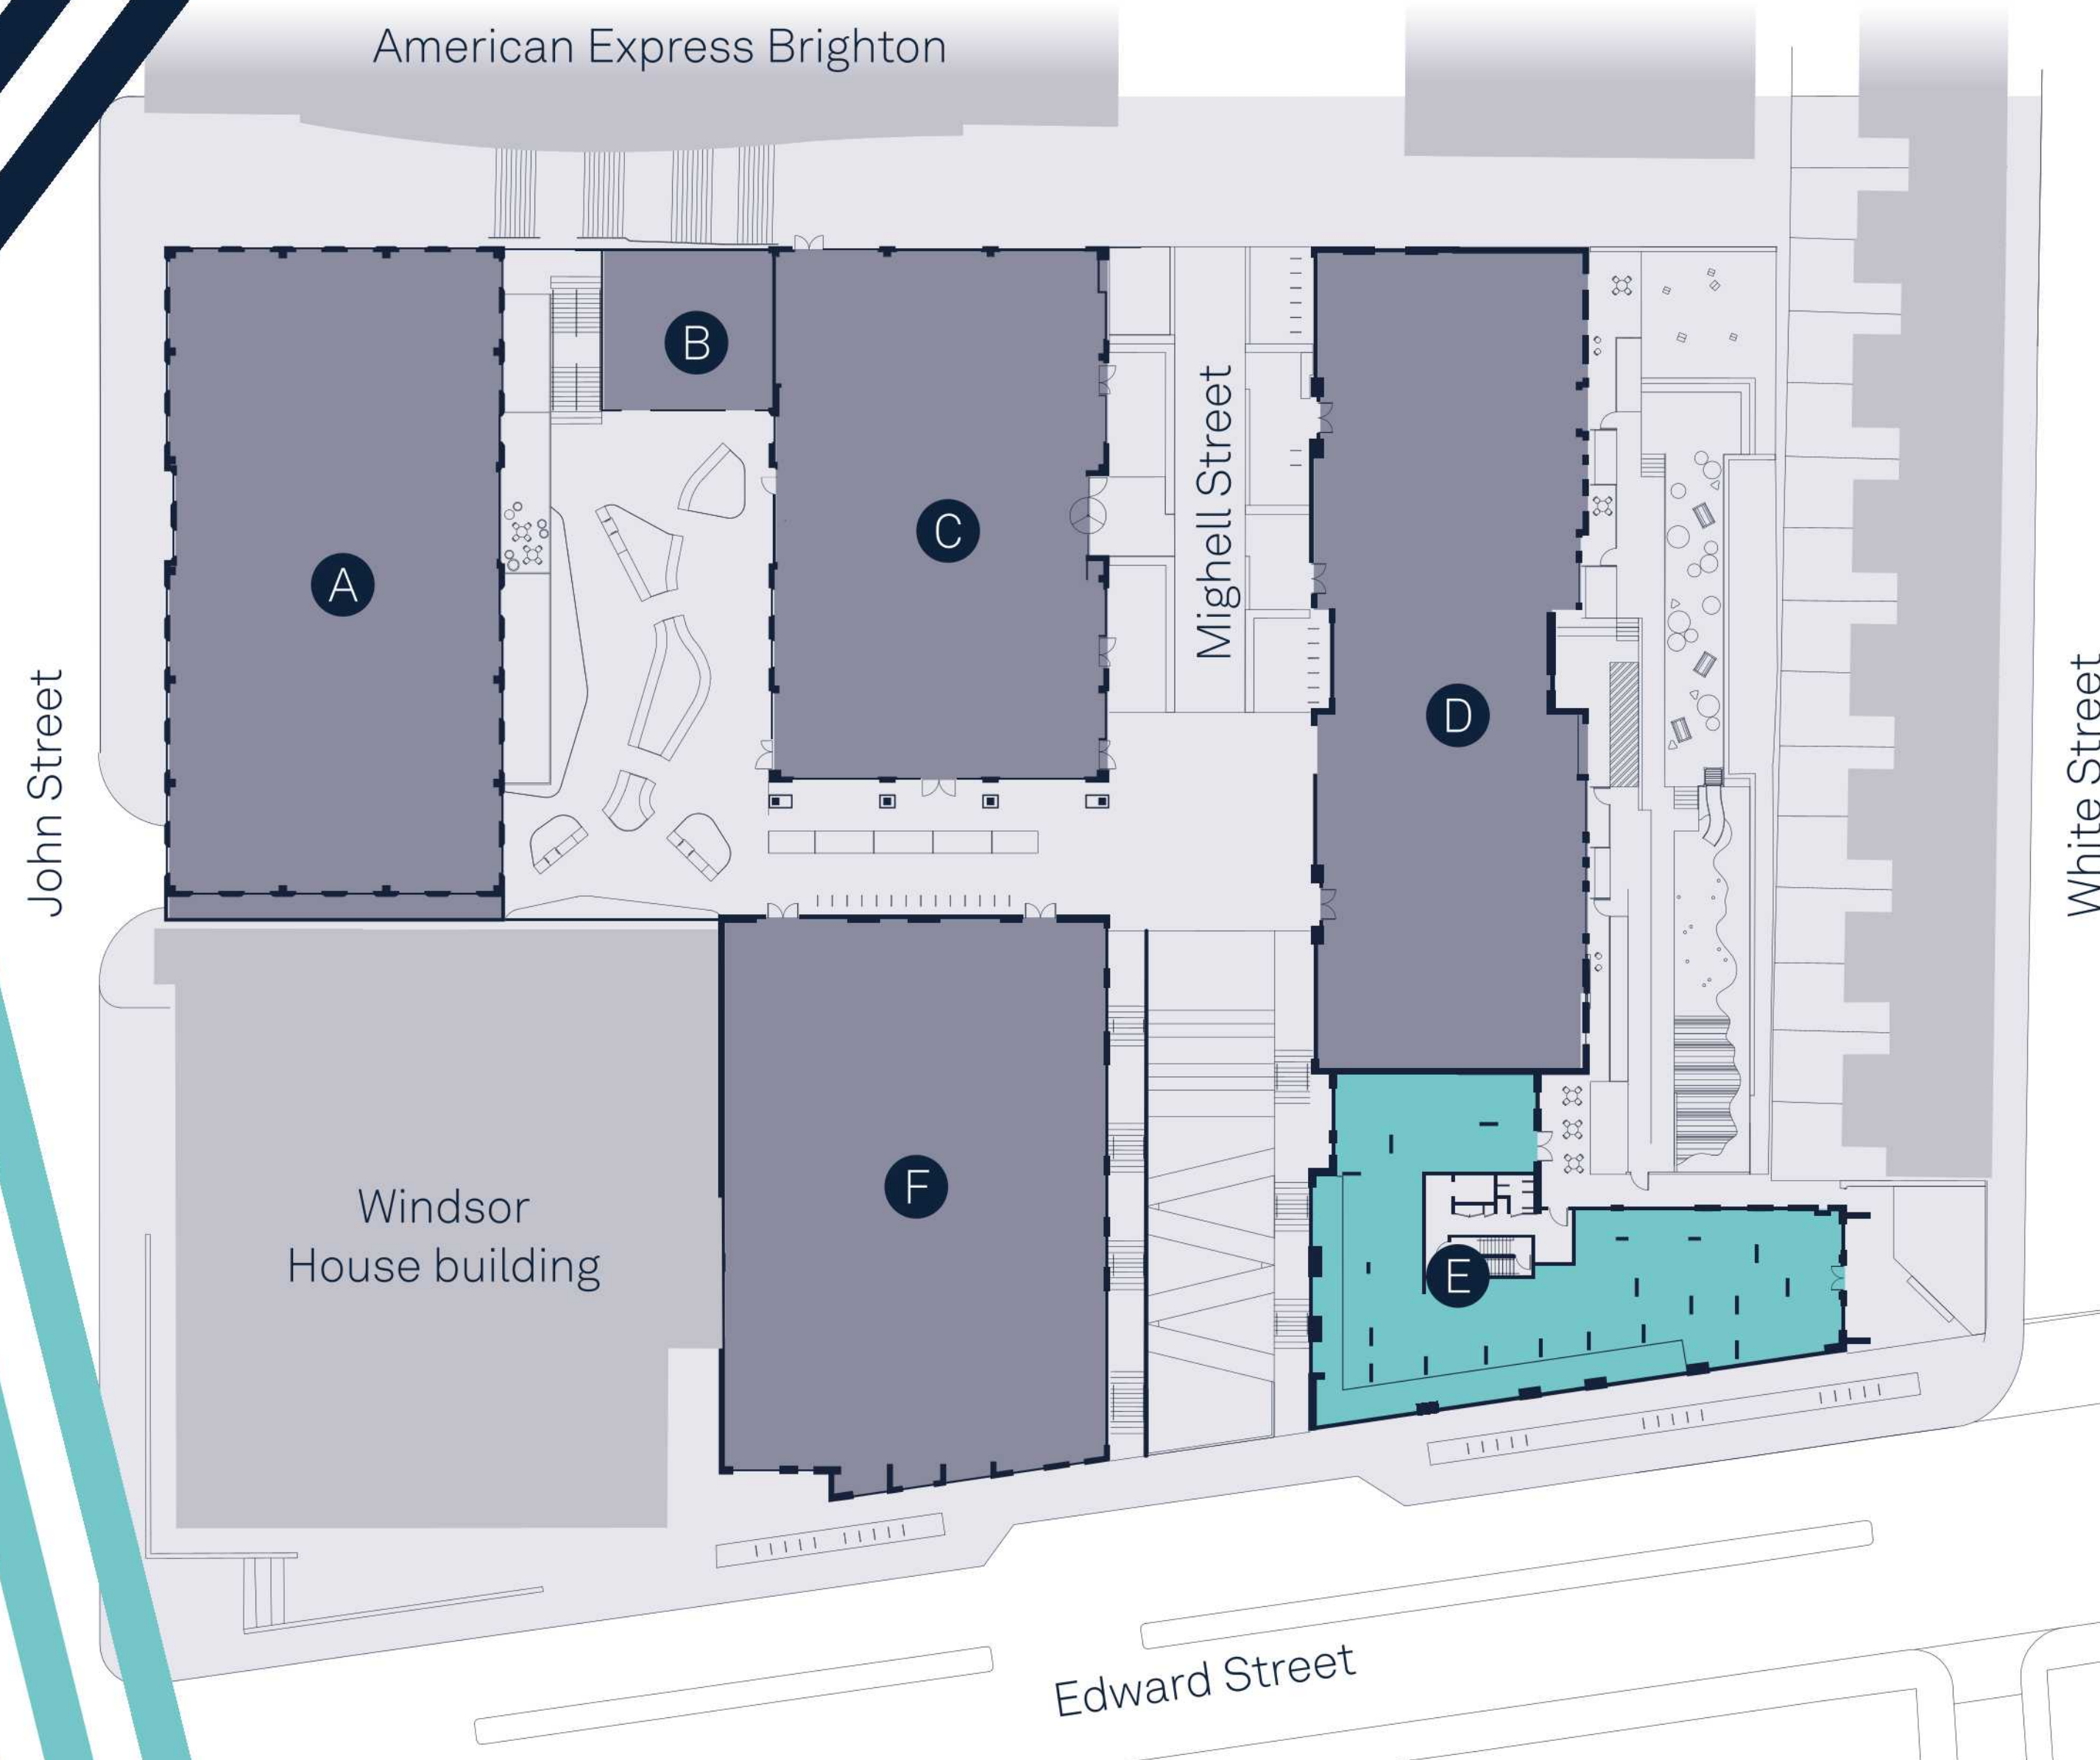 American Express Brighton
B
C
A
Mighell Street
D
John Street
White Street
F
Windsor
House building
E
Edward Street